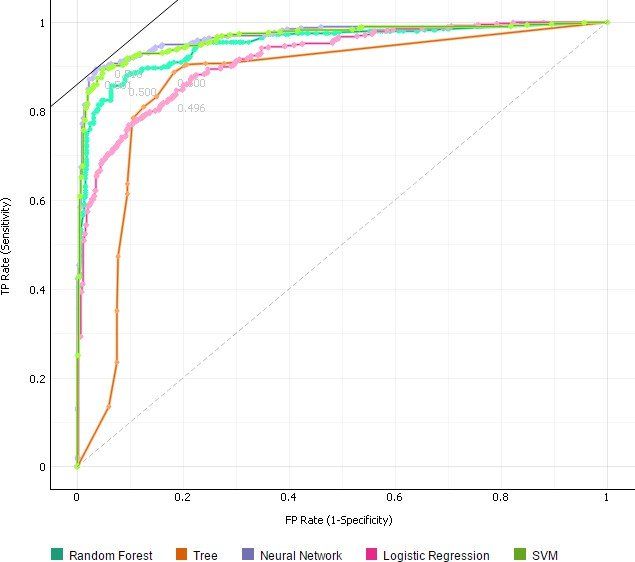 1
0.8
0.6
0.4
0.2
0
TP Rate (Sensitivity)
0.500
0.500
0.496
0 0.2 0.4 0.6 0.8 1
FP Rate (1-Specificity)
Random Forest Tree Neural Network Logistic Regression SVM